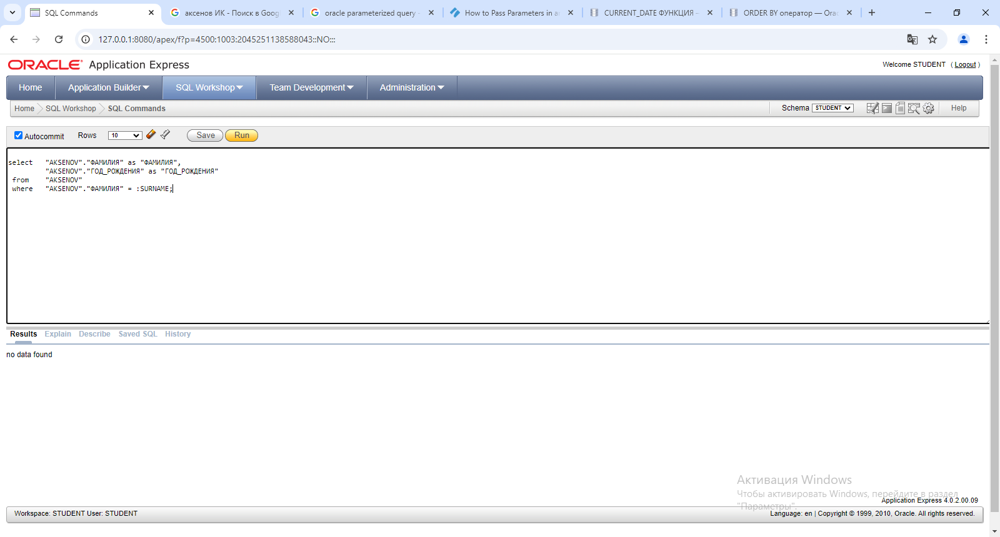 SQL Commands
аксенов ИК - Поиск в Goog
oracle parameterized query -
How to Pass Parameters in a
CURRENT_DATE ФУНКЦИЯ –
ORDER BY оператор — Ora
127.0.0.1:8080/apex/f?p=4500:1003:2045251138588043::NO:::
ORACLE Application Express
Welcome STUDENT ( Logout )
Home
Application Builder
SQL Workshop
Team Development
Administration
Home
SQL Workshop
SQL Commands
Schema
STUDENT
Help
Autocommit
Rows
10
Save
Run
select "AKSENOV"."ФАМИЛИЯ" as "ФАМИЛИЯ",
"AKSENOV"."ГОД_РОЖДЕНИЯ" as "ГОД_РОЖДЕНИЯ"
from "AKSENOV"
where "AKSENOV"."ФАМИЛИЯ" = :SURNAME;
Results
Explain
Describe
Saved SQL
History
no data found
Активация Windows
Чтобы активировать Windows, перейдите в раздел
"Параметры".
Application Express 4.0.2.00.09
Workspace: STUDENT User: STUDENT
Language: en | Copyright © 1999, 2010, Oracle. All rights reserved.